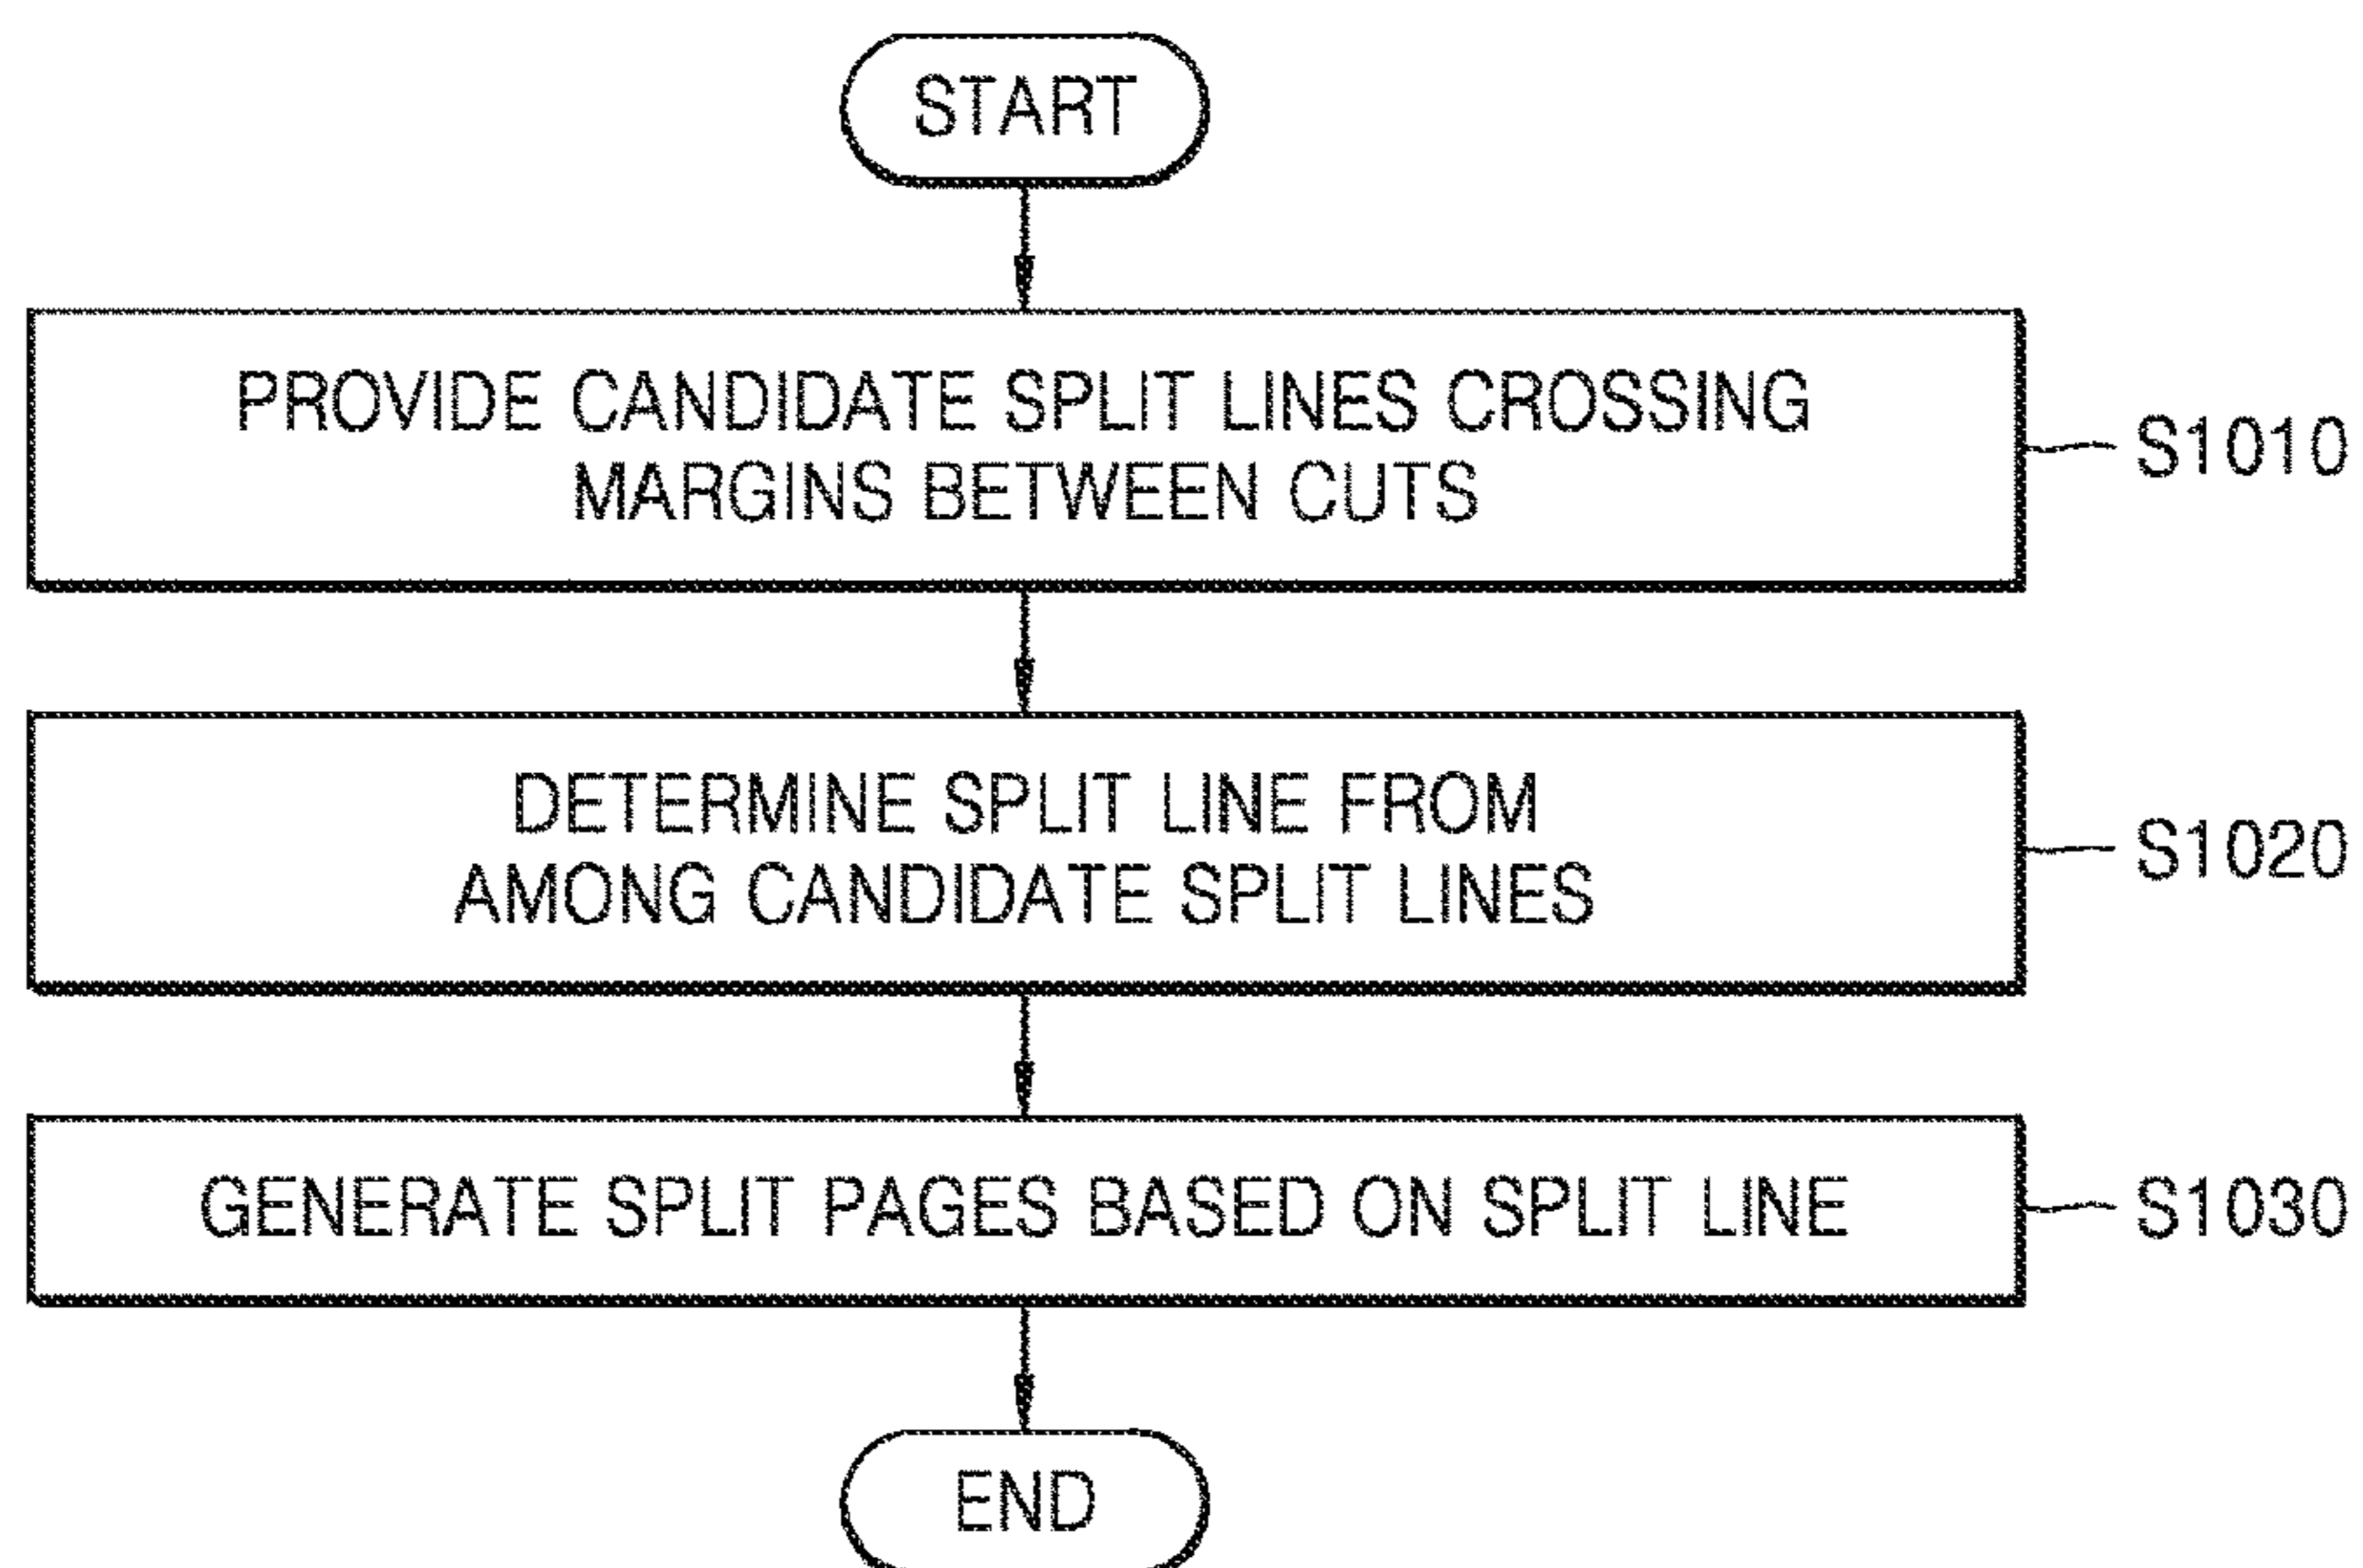 START
PROVIDE CANDIDATE SPLIT LINES CROSSING
MARGINS BETWEEN CUTS
S1010
DETERMINE SPLIT LINE FROM
AMONG CANDIDATE SPLIT LINES
S1020
GENERATE SPLIT PAGES BASED ON SPLIT LINE
S1030
END